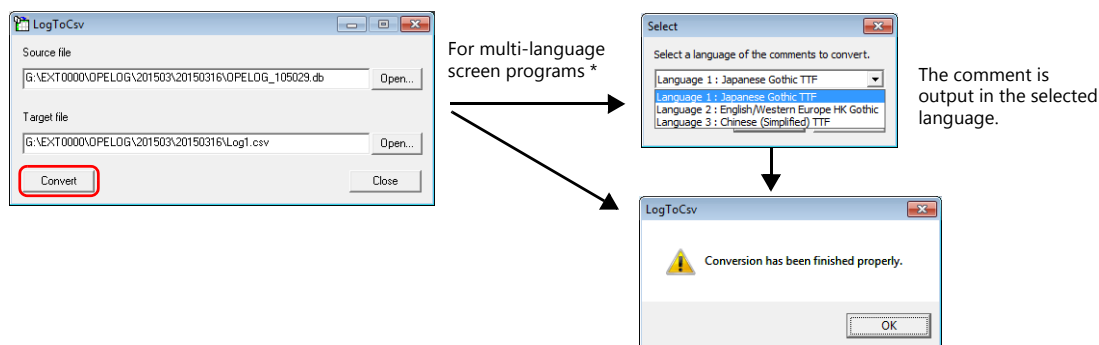 LogToCsv
Source file
G:\EXT0000\OPELOG\201503\20150316\OPELOG_105029.db
Open...
Target file
G:\EXT0000\OPELOG\201503\20150316\Log1.csv
Open...
Convert
Close
For multi-language
screen programs *
Select
Select a language of the comments to convert.
Language 1 : Japanese Gothic TTF
Language 1 : Japanese Gothic TTF
Language 2 : English/Western Europe HK Gothic
Language 3 : Chinese (Simplified) TTF
The comment is
output in the selected
language.
LogToCsv
Conversion has been finished properly.
OK